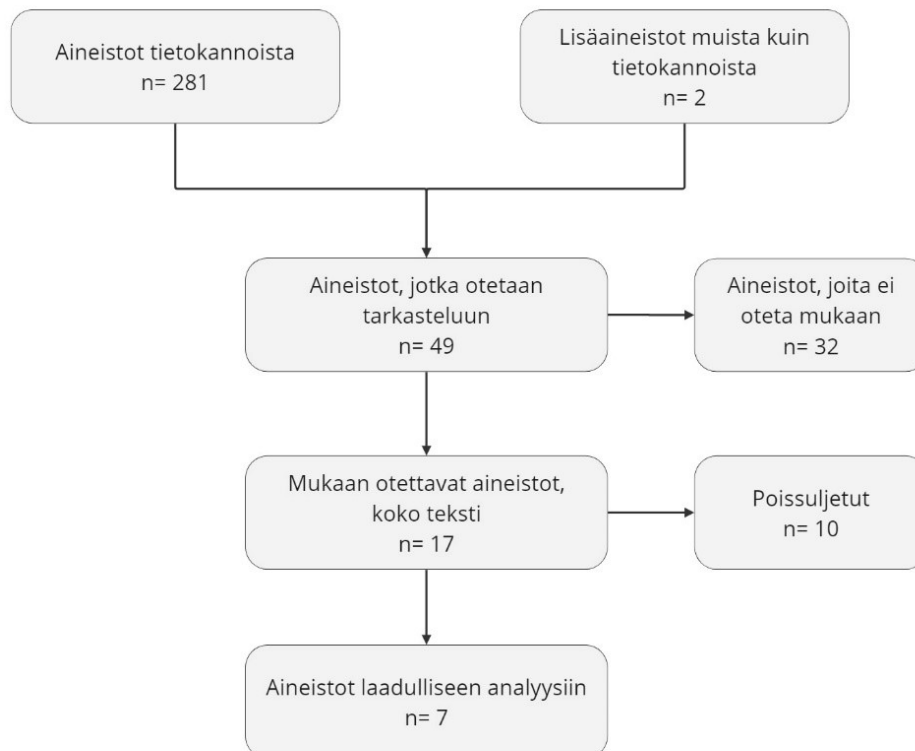 Aineistot tietokannoista
n= 281
Lisäaineistot muista kuin
tietokannoista
n= 2
Aineistot, jotka otetaan
tarkasteluun
n= 49
Aineistot, joita ei
oteta mukaan
n= 32
Mukaan otettavat aineistot,
koko teksti
n= 17
Poissuljetut
n= 10
Aineistot laadulliseen analyysiin
n= 7